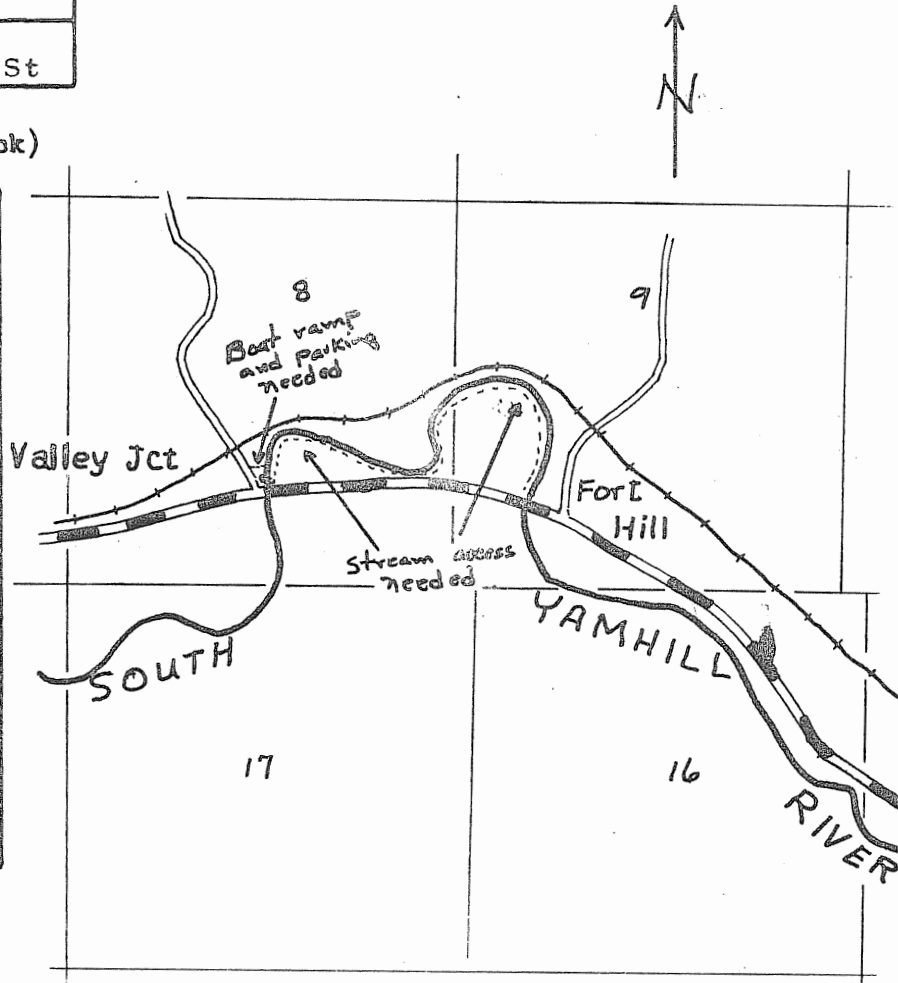 St
ok)
N
8
9
Boat ramp
and parking
needed
Valley Jct
Fort
Hill
Stream access
needed
SOUTH
YAMHILL
RIVER
17
16